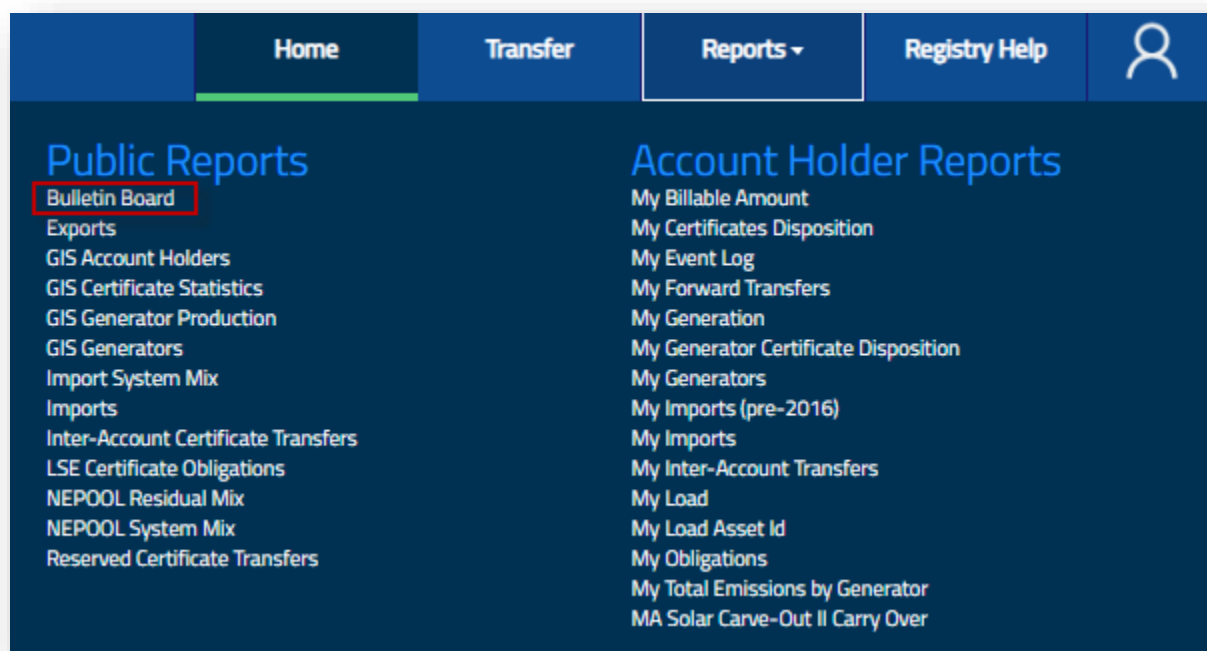 Home
Transfer
Reports
Registry Help
Public Reports
Bulletin Board
Exports
GIS Account Holders
GIS Certificate Statistics
GIS Generator Production
GIS Generators
Import System Mix
Imports
Inter-Account Certificate Transfers
LSE Certificate Obligations
NEPOOL Residual Mix
NEPOOL System Mix
Reserved Certificate Transfers
Account Holder Reports
My Billable Amount
My Certificates Disposition
My Event Log
My Forward Transfers
My Generation
My Generator Certificate Disposition
My Generators
My Imports (pre-2016)
My Imports
My Inter-Account Transfers
My Load
My Load Asset Id
My Obligations
My Total Emissions by Generator
MA Solar Carve-Out II Carry Over